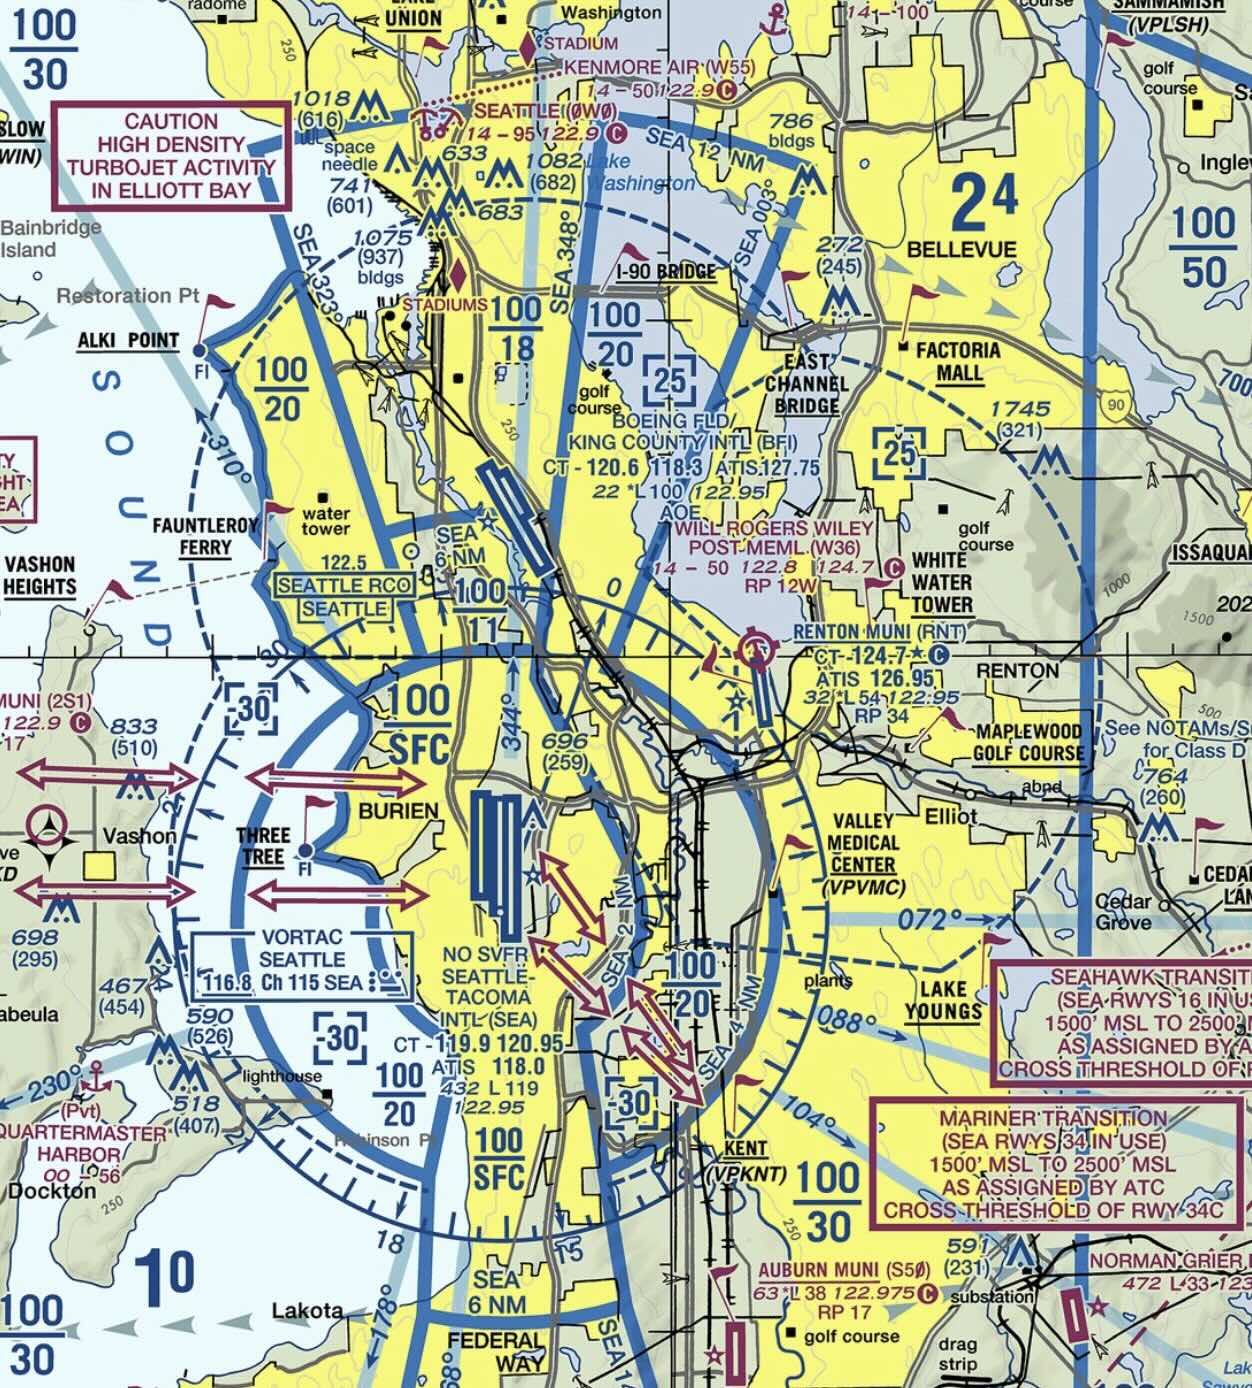 100
30
radome
LAKE
UNION
Washington
STADIUM
14 - 100
course
SAMMAMISH
(VPLSH)
golf
course
250
KENMORE AIR (W55)
14 - 50 122.9 C
CAUTION
HIGH DENSITY
TURBOJET ACTIVITY
IN ELLIOTT BAY
1018
(616)
SEATTLE (0W0)
14 - 95 122.9 C
SEA 12 NM
786
bldgs
space
needle
741
(601)
633
1082
(682)
Lake
Washington
683
24
BELLEVUE
Ingle
100
50
Bainbridge
Island
1075
(937)
bldgs
SEA 323°
SEA 348°
SEA 003°
272
(245)
I-90 BRIDGE
Restoration Pt
STADIUMS
ALKI POINT
FI
100
18
100
20
25
100
20
golf
course
EAST
CHANNEL
BRIDGE
FACTORIA
MALL
90
700
1745
(321)
SOUND
310°
250
BOEING FLD/
KING COUNTY INTL (BFI)
CT - 120.6 118.3 ATIS 127.75
22 *L 100 122.95
AOE
25
water
tower
FAUNTLEROY
FERRY
golf
course
WILL ROGERS WILEY
POST MEML (W36)
14 - 50 122.8 124.7 C
RP 12W
WHITE
WATER
TOWER
ISSAQUA
VASHON
HEIGHTS
122.5
SEATTLE RCO
SEATTLE
SEA
6 NM
100
11
0
1000
1500
202
RENTON MUNI (RNT)
CT - 124.7 * C
ATIS 126.95
32 *L 54 122.95
RP 34
RENTON
30
-30
MUNI (2S1)
122.9 C
17
833
(510)
100
SFC
344°
696
(259)
MAPLEWOOD
GOLF COURSE
500
See NOTAMs/S
for Class D
764
(260)
abnd
BURIEN
Vashon
THREE
TREE
FI
VALLEY
MEDICAL
CENTER
(VPVMC)
Elliot
CEDA
LAN
Cedar
Grove
698
(295)
072°
SEA 2 NM
VORTAC
SEATTLE
116.8 Ch 115 SEA
NO SVFR
SEATTLE-
TACOMA
INTL (SEA)
CT - 119.9 120.95
ATIS 118.0
432 L 119
122.95
100
20
plants
LAKE
YOUNGS
SEAHAWK TRANSIT
(SEA RWYS 16 IN U
1500' MSL TO 2500'
AS ASSIGNED BY A
CROSS THRESHOLD OF
467
(454)
24
590
(526)
abeula
-30
088°
SEA 4 NM
230°
(Pvt)
QUARTERMASTER
HARBOR
00 - 56
518
(407)
lighthouse
100
20
-30
104°
MARINER TRANSITION
(SEA RWYS 34 IN USE)
1500' MSL TO 2500' MSL
AS ASSIGNED BY ATC
CROSS THRESHOLD OF RWY 34C
21
Dockton
250
100
SFC
KENT
(VPKNT)
100
30
250
18
15
10
591
(231)
substation
SEA
6 NM
AUBURN MUNI (S50)
63 *L 38 122.975 C
RP 17
NORMAN GRIER
472 L 33 123
100
30
Lakota
178°
FEDERAL
WAY
68°
golf course
drag
strip
Lak
Sawye